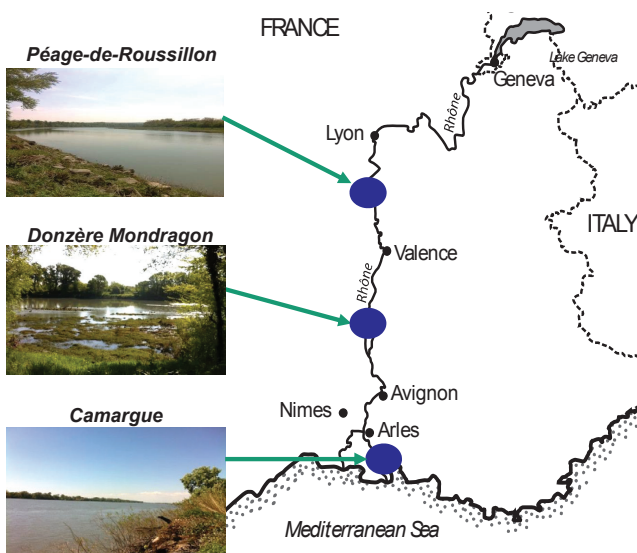 FRANCE
Péage-de-Roussillon
Lake Geneva
Geneva
Rhône
Lyon
Donzère Mondragon
Valence
ITALY
Rhône
Avignon
Nimes
Camargue
Arles
Mediterranean Sea